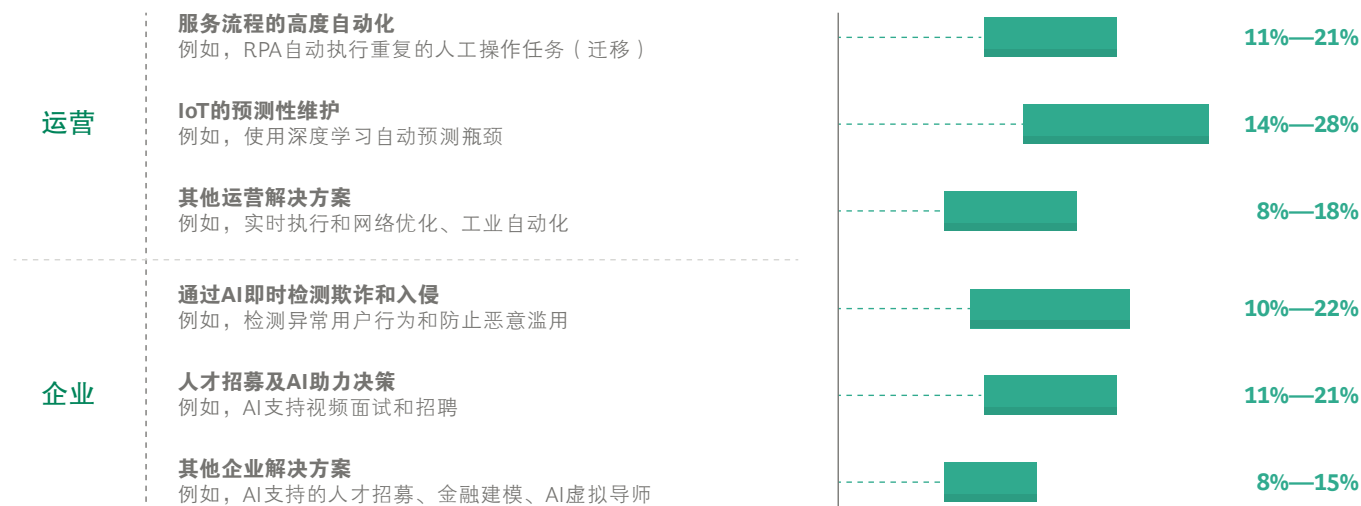 服务流程的高度自动化
例如，RPA自动执行重复的人工操作任务（迁移）
11%—21%
运营
IoT的预测性维护
例如，使用深度学习自动预测瓶颈
14%—28%
其他运营解决方案
例如，实时执行和网络优化、工业自动化
8%—18%
通过AI即时检测欺诈和入侵
例如，检测异常用户行为和防止恶意滥用
10%—22%
企业
人才招募及AI助力决策
例如，AI支持视频面试和招聘
11%—21%
其他企业解决方案
例如，AI支持的人才招募、金融建模、AI虚拟导师
8%—15%